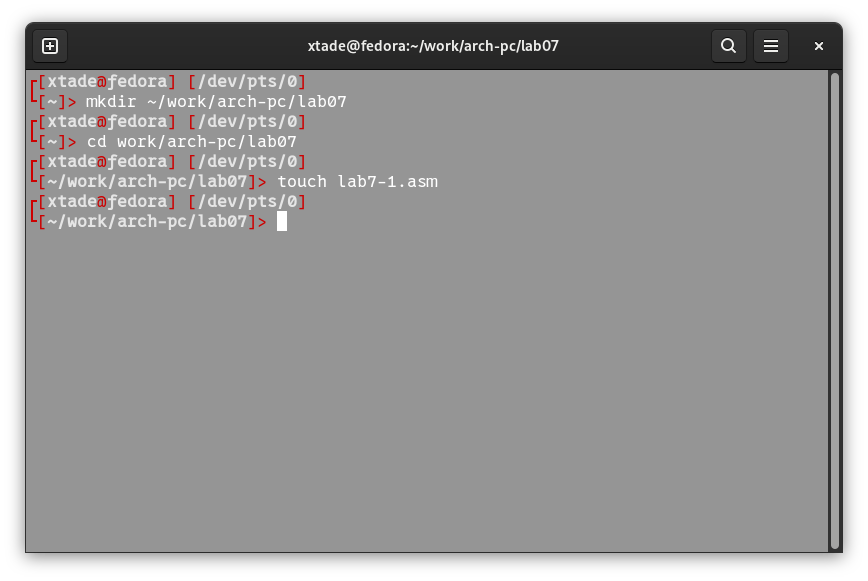 xtade@fedora:~/work/arch-pc/lab07
┌[xtade@fedora] [/dev/pts/0]
└[~]> mkdir ~/work/arch-pc/lab07
┌[xtade@fedora] [/dev/pts/0]
└[~]> cd work/arch-pc/lab07
┌[xtade@fedora] [/dev/pts/0]
└[~/work/arch-pc/lab07]> touch lab7-1.asm
┌[xtade@fedora] [/dev/pts/0]
└[~/work/arch-pc/lab07]>